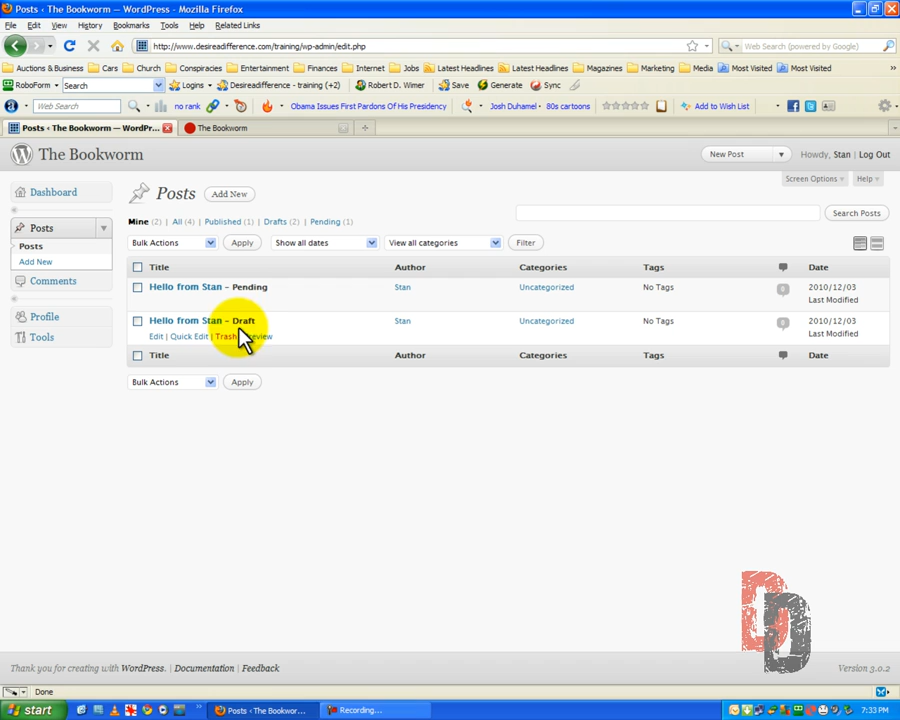 Posts ‹ The Bookworm — WordPress - Mozilla Firefox
File Edit View History Bookmarks Tools Help Related Links
http://www.desireadifference.com/training/wp-admin/edit.php
Web Search (powered by Google)
Auctions & Business Cars Church Conspiracies Entertainment Finances Internet Jobs Latest Headlines Latest Headlines Magazines Marketing Media Most Visited Most Visited
RoboForm Search Logins Desireadifference - training (+2) Robert D. Wimer Save Generate Sync
Web Search no rank Obama Issues First Pardons Of His Presidency Josh Duhamel 80s cartoons Add to Wish List
Posts ‹ The Bookworm — WordPr... The Bookworm
The Bookworm New Post Howdy, Stan | Log Out
Screen Options Help
Dashboard Posts Add New
Posts
Mine (2) All (4) Published (1) Drafts (2) Pending (1) Search Posts
Posts
Add New
Bulk Actions Apply Show all dates View all categories Filter
Title Author Categories Tags Date
Comments
Hello from Stan – Pending Stan Uncategorized No Tags 0 2010/12/03
Last Modified
Profile
Hello from Stan – Draft Stan Uncategorized No Tags 0 2010/12/03
Last Modified
Tools
Edit | Quick Edit | Trash
Title Author Categories Tags Date
Bulk Actions Apply
DD
Thank you for creating with WordPress. | Documentation | Feedback Version 3.0.2
Done
start Posts ‹ The Bookwor... Recording... 7:33 PM